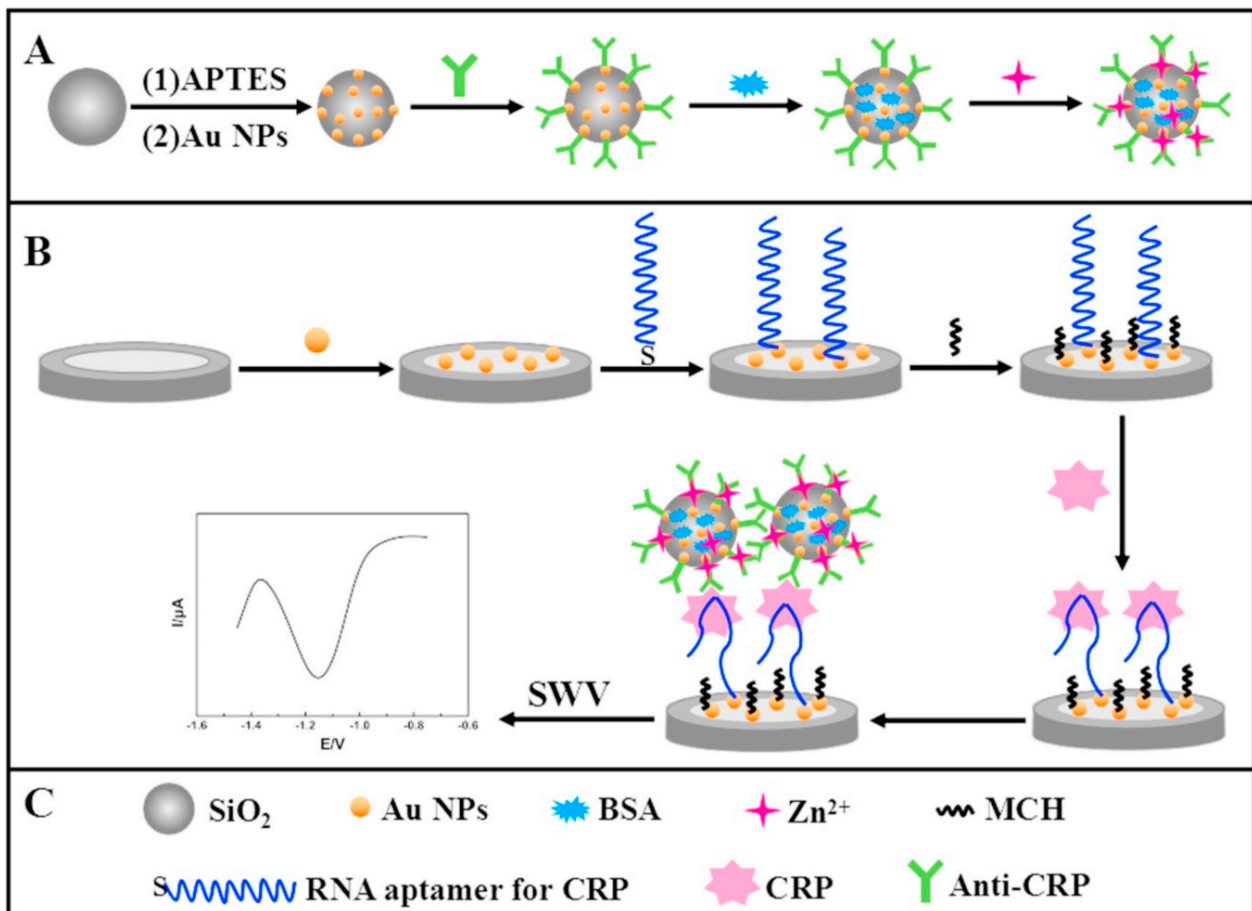 A
(1)APTES
(2)Au NPs
B
S
I/μA
-1.6 -1.4 -1.2 -1.0 -0.8 -0.6
E/V
SWV
C
SiO₂ Au NPs BSA Zn²⁺ MCH
S RNA aptamer for CRP CRP Anti-CRP